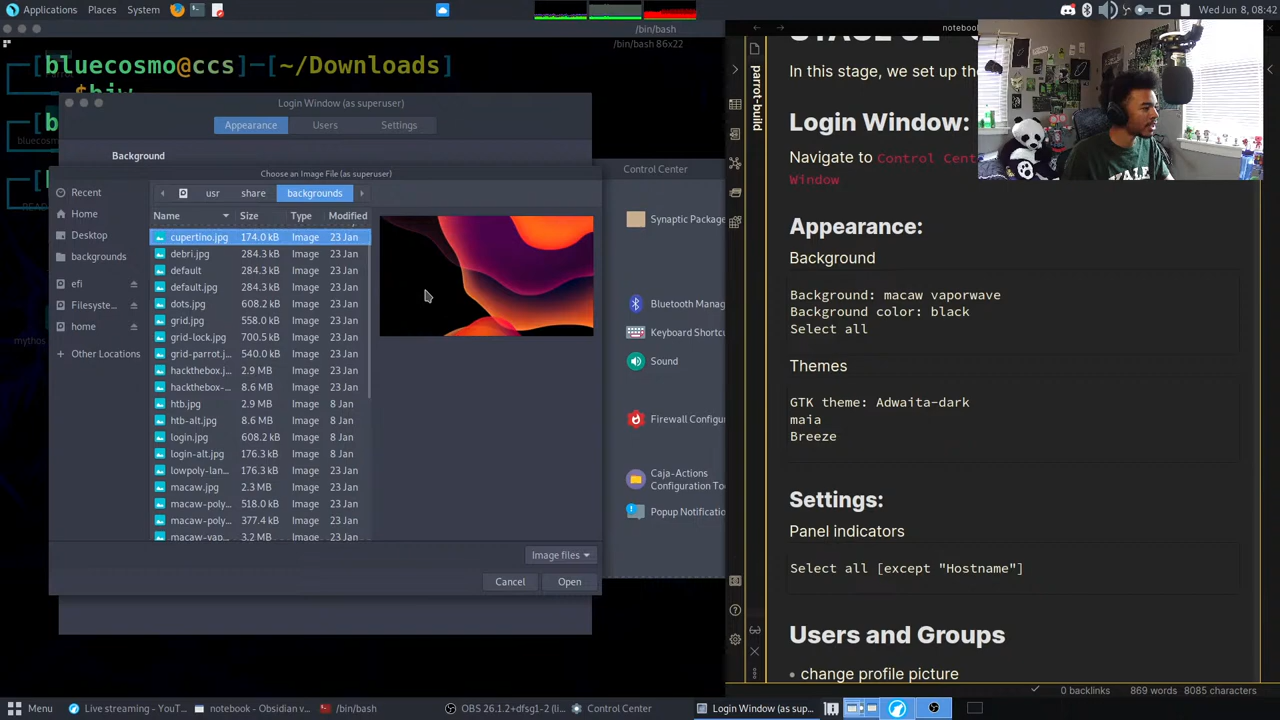 Applications Places System
Wed Jun 8, 08:42
/bin/bash
/bin/bash 86x22
notebook
[bluecosmo@ccs]-[~/Downloads]
Login Window (as superuser)
Appearance Users Settings
Background
Choose an Image File (as superuser)
usr share backgrounds
Recent
Home
Desktop
backgrounds
efi
Filesyste...
home
Other Locations
Name Size Type Modified
cupertino.jpg 174.0 kB Image 23 Jan
debri.jpg 284.3 kB Image 23 Jan
default 284.3 kB Image 23 Jan
default.jpg 284.3 kB Image 23 Jan
dots.jpg 608.2 kB Image 23 Jan
grid.jpg 558.0 kB Image 23 Jan
grid-lock.jpg 700.5 kB Image 23 Jan
grid-parrot.j... 540.0 kB Image 23 Jan
hackthebox.j... 2.9 MB Image 23 Jan
hackthebox-... 8.6 MB Image 23 Jan
htb.jpg 2.9 MB Image 8 Jan
htb-alt.jpg 8.6 MB Image 8 Jan
login.jpg 608.2 kB Image 8 Jan
login-alt.jpg 176.3 kB Image 8 Jan
lowpoly-lan... 176.3 kB Image 23 Jan
macaw.jpg 2.3 MB Image 23 Jan
macaw-poly... 518.0 kB Image 23 Jan
macaw-poly... 377.4 kB Image 23 Jan
macaw-vap... 3.2 MB Image 23 Jan
Image files
Cancel Open
Control Center
Synaptic Package
Bluetooth Manag
Keyboard Shortcu
Sound
Firewall Configur
Caja-Actions
Configuration To
Popup Notificatio
parrot-build
In this stage, we set up the
Login Window:
Navigate to Control Cent
Window
Appearance:
Background
Background: macaw vaporwave
Background color: black
Select all
Themes
GTK theme: Adwaita-dark
maia
Breeze
Settings:
Panel indicators
Select all [except "Hostname"]
Users and Groups
• change profile picture
0 backlinks 869 words 8085 characters
Menu
Live streaming - YouT...
notebook - Obsidian v...
/bin/bash
OBS 26.1.2+dfsg1-2 (li...
Control Center
Login Window (as sup...